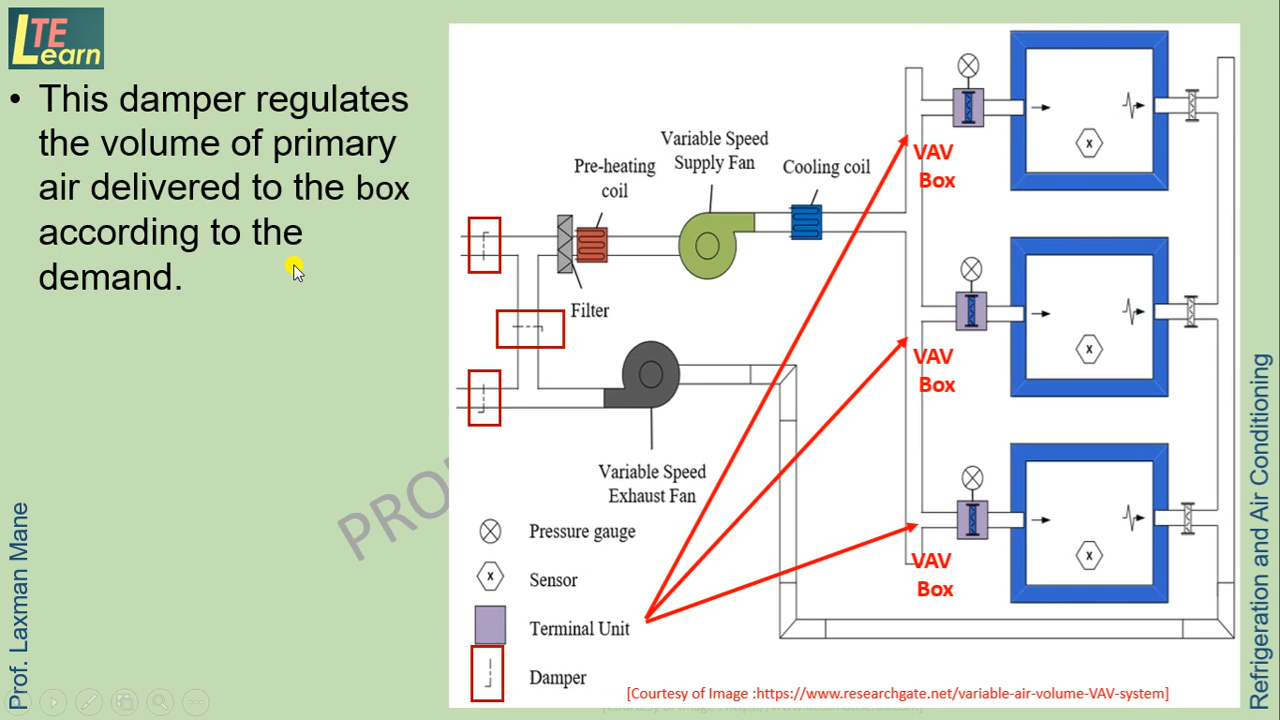 LTE
Learn
• This damper regulates
the volume of primary
air delivered to the box
according to the
demand.
Prof. Laxman Mane
Refrigeration and Air Conditioning
Pre-heating
coil
Variable Speed
Supply Fan
Cooling coil
Filter
Variable Speed
Exhaust Fan
VAV
Box
x
VAV
Box
x
VAV
Box
x
PRO
Pressure gauge
x
Sensor
Terminal Unit
Damper
[Courtesy of Image :https://www.researchgate.net/variable-air-volume-VAV-system]